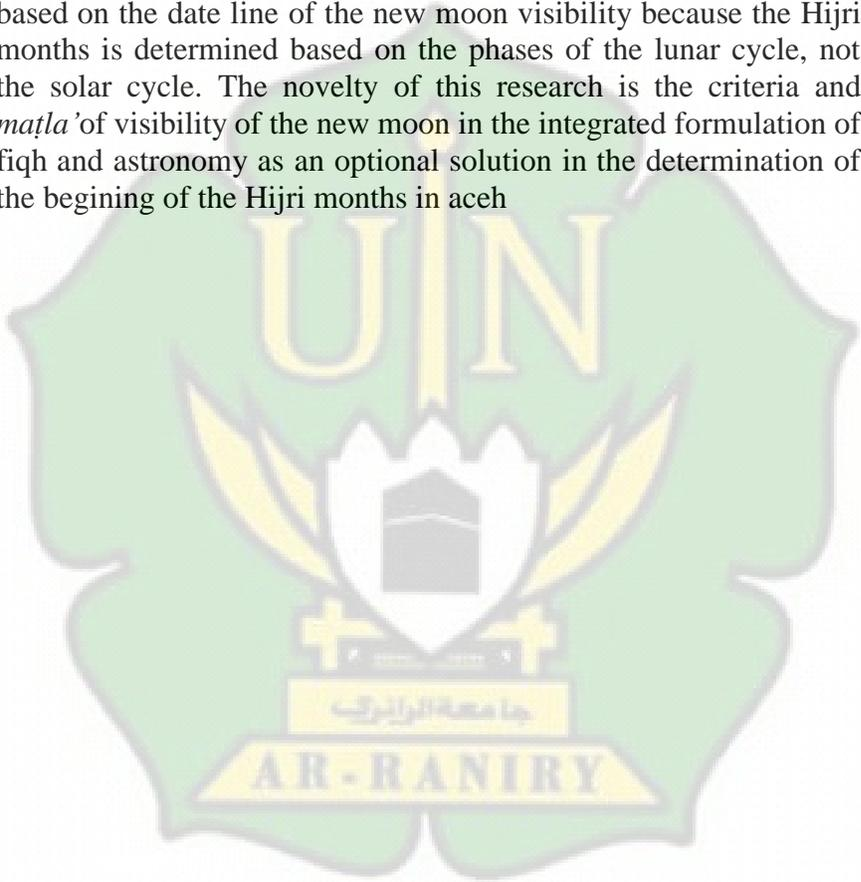 based on the date line of the new moon visibility because the Hijri
months is determined based on the phases of the lunar cycle, not
the solar cycle. The novelty of this research is the criteria and
maṭla’of visibility of the new moon in the integrated formulation of
fiqh and astronomy as an optional solution in the determination of
the begining of the Hijri months in aceh
UIN
جامعة الرانري
AR-RANIRY